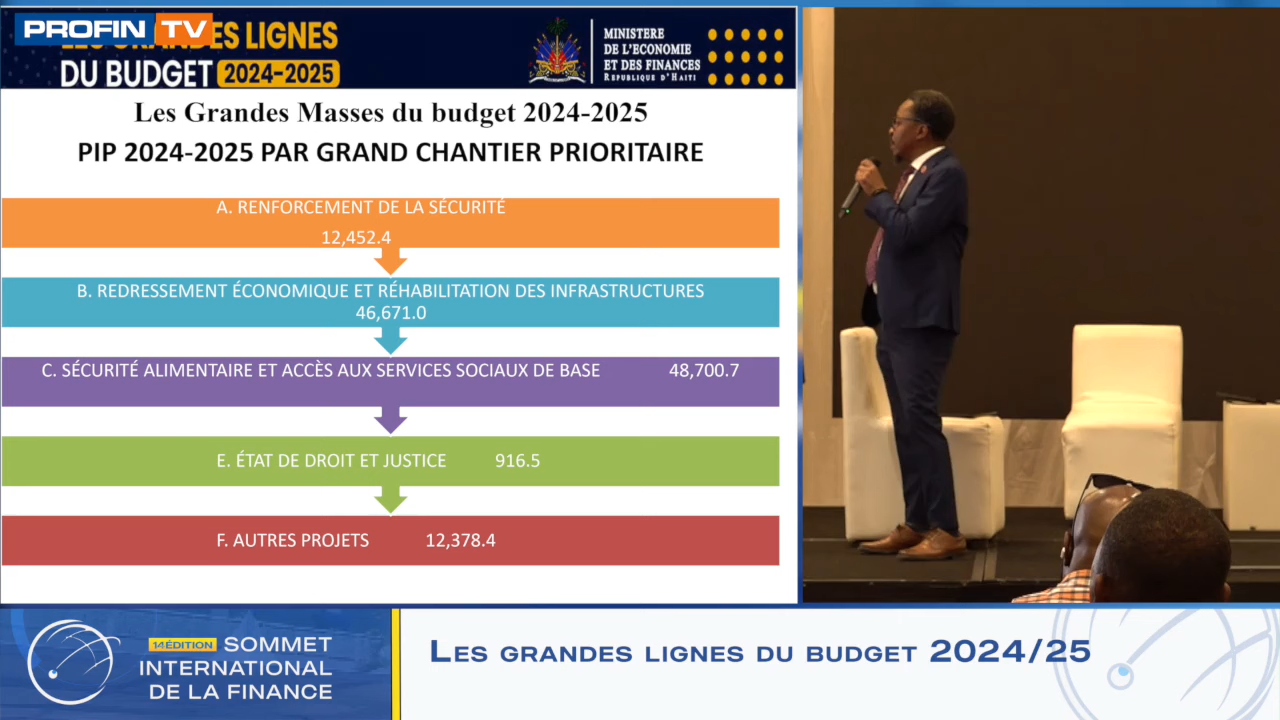 PROFIN TV
LES GRANDES LIGNES
DU BUDGET 2024-2025
MINISTERE
DE L'ECONOMIE
ET DES FINANCES
REPUBLIQUE D'HAITI
Les Grandes Masses du budget 2024-2025
PIP 2024-2025 PAR GRAND CHANTIER PRIORITAIRE
A. RENFORCEMENT DE LA SÉCURITÉ
12,452.4
B. REDRESSEMENT ÉCONOMIQUE ET RÉHABILITATION DES INFRASTRUCTURES
46,671.0
C. SÉCURITÉ ALIMENTAIRE ET ACCÈS AUX SERVICES SOCIAUX DE BASE 48,700.7
E. ÉTAT DE DROIT ET JUSTICE 916.5
F. AUTRES PROJETS 12,378.4
14 ÉDITION SOMMET
INTERNATIONAL
DE LA FINANCE
LES GRANDES LIGNES DU BUDGET 2024/25